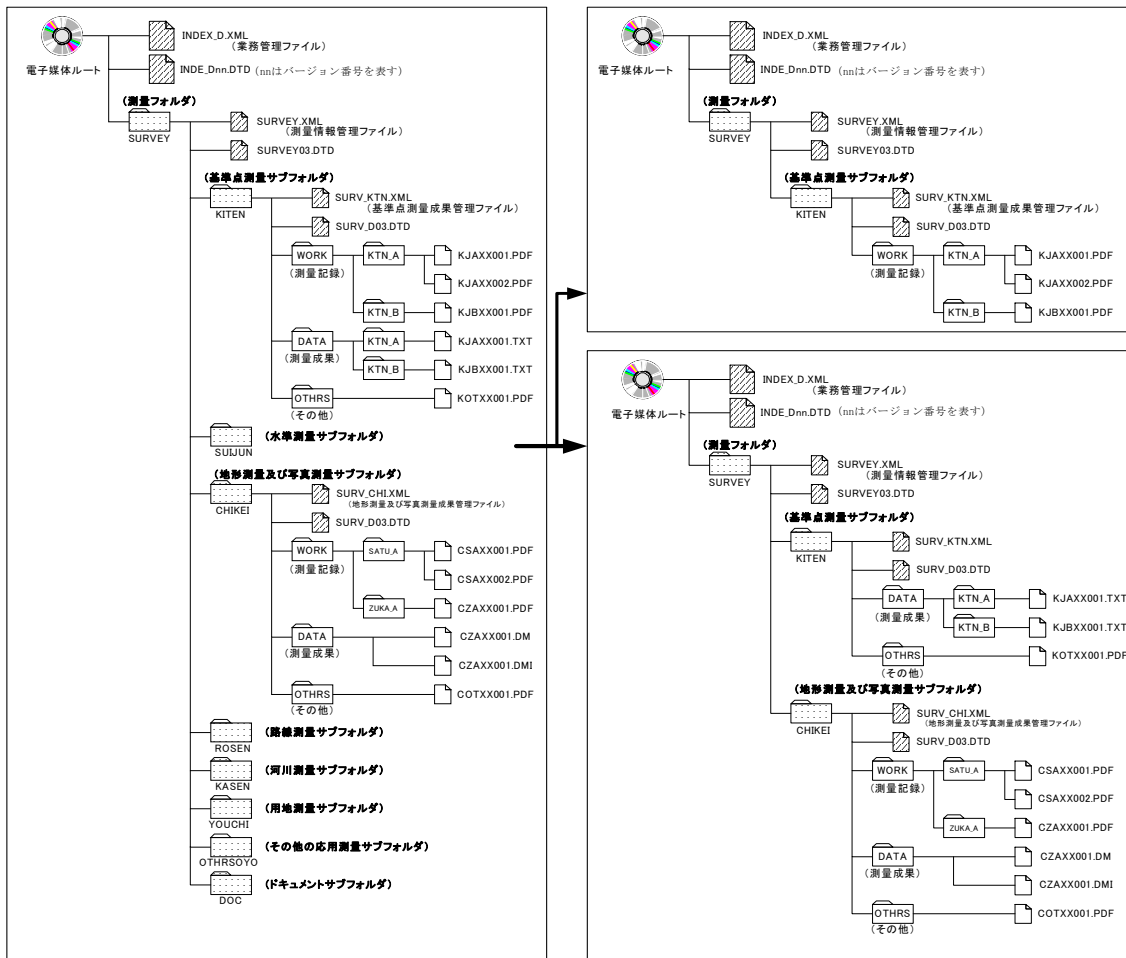 INDEX_D.XML
(業務管理ファイル)
電子媒体ルート
INDE_Dnn.DTD (nnはバージョン番号を表す)
(測量フォルダ)
SURVEY
SURVEY.XML
(測量情報管理ファイル)
SURVEY03.DTD
(基準点測量サブフォルダ)
KITEN
SURV_KTN.XML
(基準点測量成果管理ファイル)
SURV_D03.DTD
WORK
(測量記録)
KTN_A
KJAXX001.PDF
KJAXX002.PDF
KTN_B
KJBXX001.PDF
DATA
(測量成果)
KTN_A
KJAXX001.TXT
KTN_B
KJBXX001.TXT
OTHRS
(その他)
KOTXX001.PDF
SUIJUN
(水準測量サブフォルダ)
(地形測量及び写真測量サブフォルダ)
CHIKEI
SURV_CHI.XML
(地形測量及び写真測量成果管理ファイル)
SURV_D03.DTD
WORK
(測量記録)
SATU_A
CSAXX001.PDF
CSAXX002.PDF
ZUKA_A
CZAXX001.PDF
DATA
(測量成果)
CZAXX001.DM
CZAXX001.DMI
OTHRS
(その他)
COTXX001.PDF
ROSEN
(路線測量サブフォルダ)
KASEN
(河川測量サブフォルダ)
YOUCHI
(用地測量サブフォルダ)
OTHRSOYO
(その他の応用測量サブフォルダ)
DOC
(ドキュメントサブフォルダ)
INDEX_D.XML
(業務管理ファイル)
電子媒体ルート
INDE_Dnn.DTD (nnはバージョン番号を表す)
(測量フォルダ)
SURVEY
SURVEY.XML
(測量情報管理ファイル)
SURVEY03.DTD
(基準点測量サブフォルダ)
KITEN
SURV_KTN.XML
(基準点測量成果管理ファイル)
SURV_D03.DTD
WORK
(測量記録)
KTN_A
KJAXX001.PDF
KJAXX002.PDF
KTN_B
KJBXX001.PDF
INDEX_D.XML
(業務管理ファイル)
電子媒体ルート
INDE_Dnn.DTD (nnはバージョン番号を表す)
(測量フォルダ)
SURVEY
SURVEY.XML
(測量情報管理ファイル)
SURVEY03.DTD
(基準点測量サブフォルダ)
KITEN
SURV_KTN.XML
SURV_D03.DTD
DATA
(測量成果)
KTN_A
KJAXX001.TXT
KTN_B
KJBXX001.TXT
OTHRS
(その他)
KOTXX001.PDF
(地形測量及び写真測量サブフォルダ)
CHIKEI
SURV_CHI.XML
(地形測量及び写真測量成果管理ファイル)
SURV_D03.DTD
WORK
(測量記録)
SATU_A
CSAXX001.PDF
CSAXX002.PDF
ZUKA_A
CZAXX001.PDF
DATA
(測量成果)
CZAXX001.DM
CZAXX001.DMI
OTHRS
(その他)
COTXX001.PDF